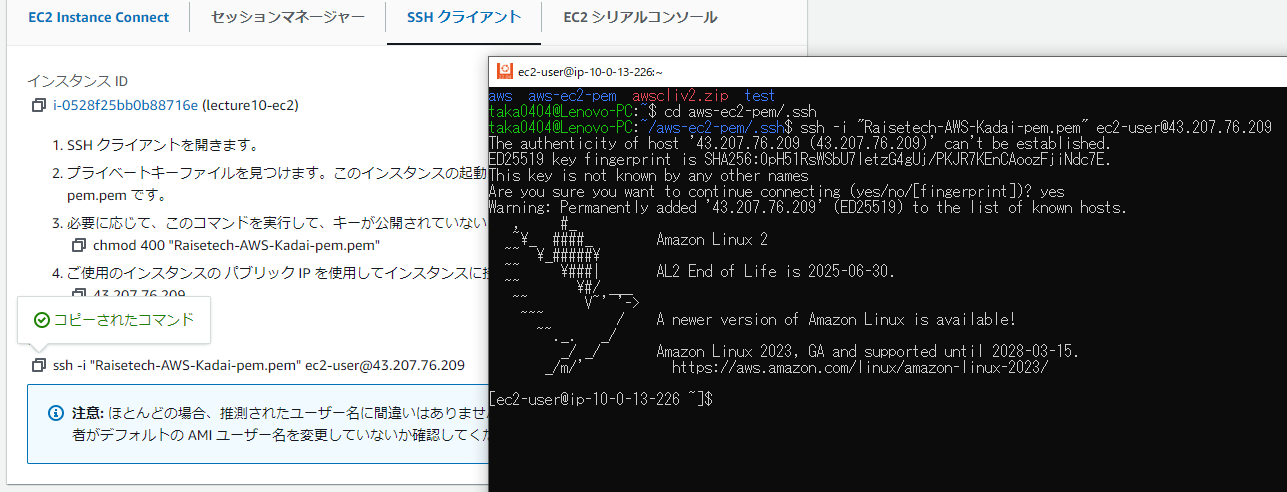 EC2 Instance Connect
セッションマネージャー
SSH クライアント
EC2 シリアルコンソール
インスタンス ID
i-0528f25bb0b88716e (lecture10-ec2)
1. SSH クライアントを開きます。
2. プライベートキーファイルを見つけます。このインスタンスの起動
pem.pem です。
3. 必要に応じて、このコマンドを実行して、キーが公開されていない
chmod 400 "Raisetech-AWS-Kadai-pem.pem"
4. ご使用のインスタンスの パブリック IP を使用してインスタンスに接
43.207.76.209
コピーされたコマンド
ssh -i "Raisetech-AWS-Kadai-pem.pem" ec2-user@43.207.76.209
注意: ほとんどの場合、推測されたユーザー名に間違いはありません
者がデフォルトの AMI ユーザー名を変更していないか確認してくだ
ec2-user@ip-10-0-13-226:~
aws  aws-ec2-pem  awscliv2.zip  test
taka0404@Lenovo-PC:~$ cd aws-ec2-pem/.ssh
taka0404@Lenovo-PC:~/aws-ec2-pem/.ssh$ ssh -i "Raisetech-AWS-Kadai-pem.pem" ec2-user@43.207.76.209
The authenticity of host '43.207.76.209 (43.207.76.209)' can't be established.
ED25519 key fingerprint is SHA256:0pH51RsWSbU7IetzG4gUj/PKJR7KEnCAoozFjiNdc7E.
This key is not known by any other names
Are you sure you want to continue connecting (yes/no/[fingerprint])? yes
Warning: Permanently added '43.207.76.209' (ED25519) to the list of known hosts.
   ,     #_
   ~¥_  ####_        Amazon Linux 2
  ~~  ¥_#####¥
  ~~     ¥###|       AL2 End of Life is 2025-06-30.
  ~~       ¥#/ ___
   ~~       V~' '->
    ~~~         /    A newer version of Amazon Linux is available!
      ~~._.   _/
         _/ _/       Amazon Linux 2023, GA and supported until 2028-03-15.
       _/m/'           https://aws.amazon.com/linux/amazon-linux-2023/
[ec2-user@ip-10-0-13-226 ~]$